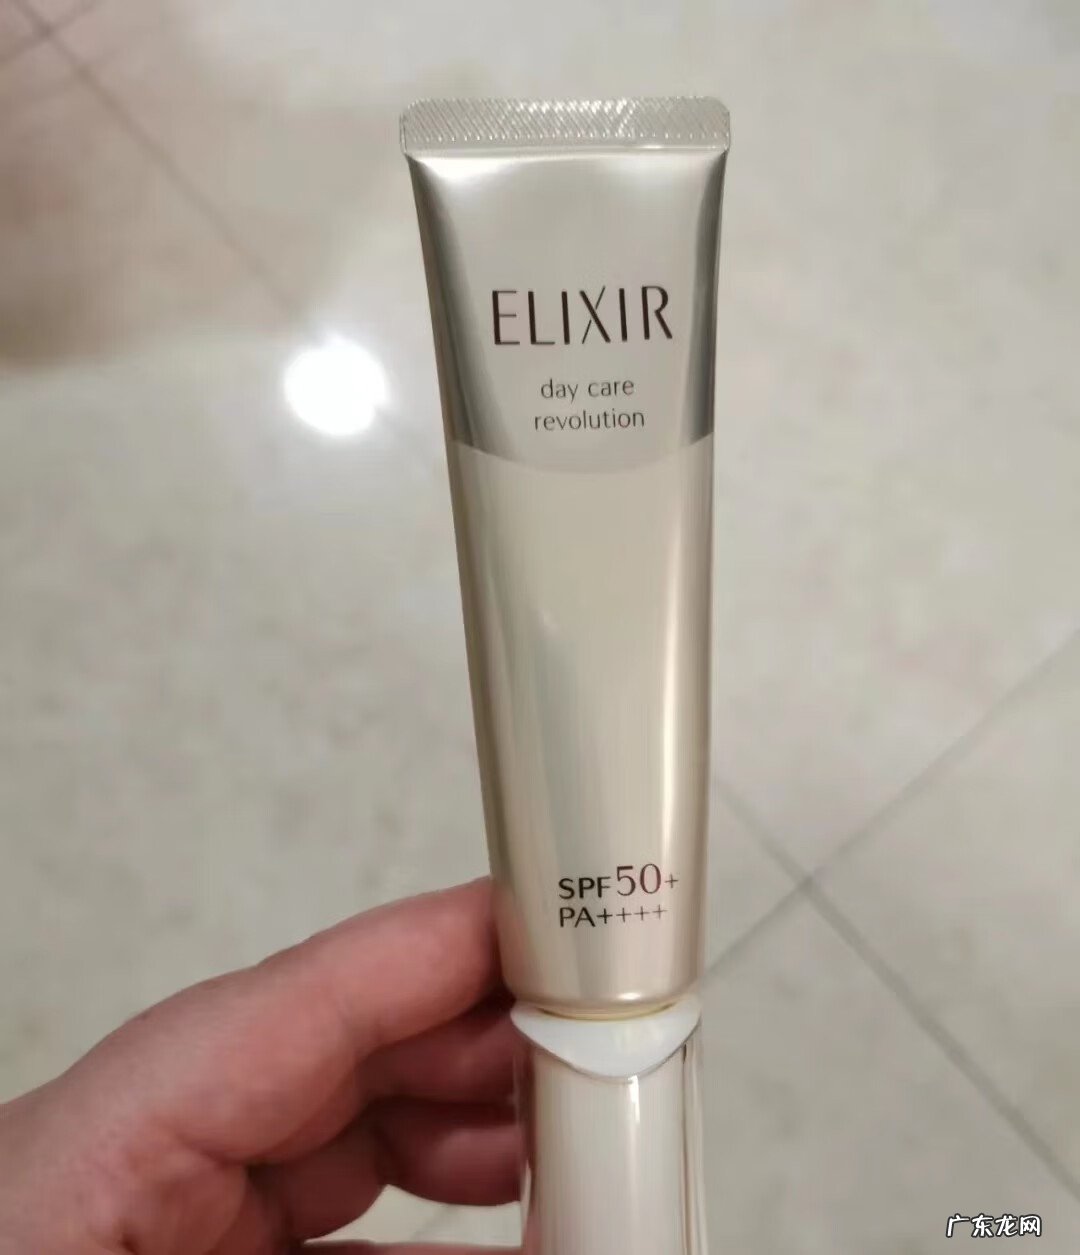 ELIXIR
day care
revolution
SPF50+
PA++++
广东龙网